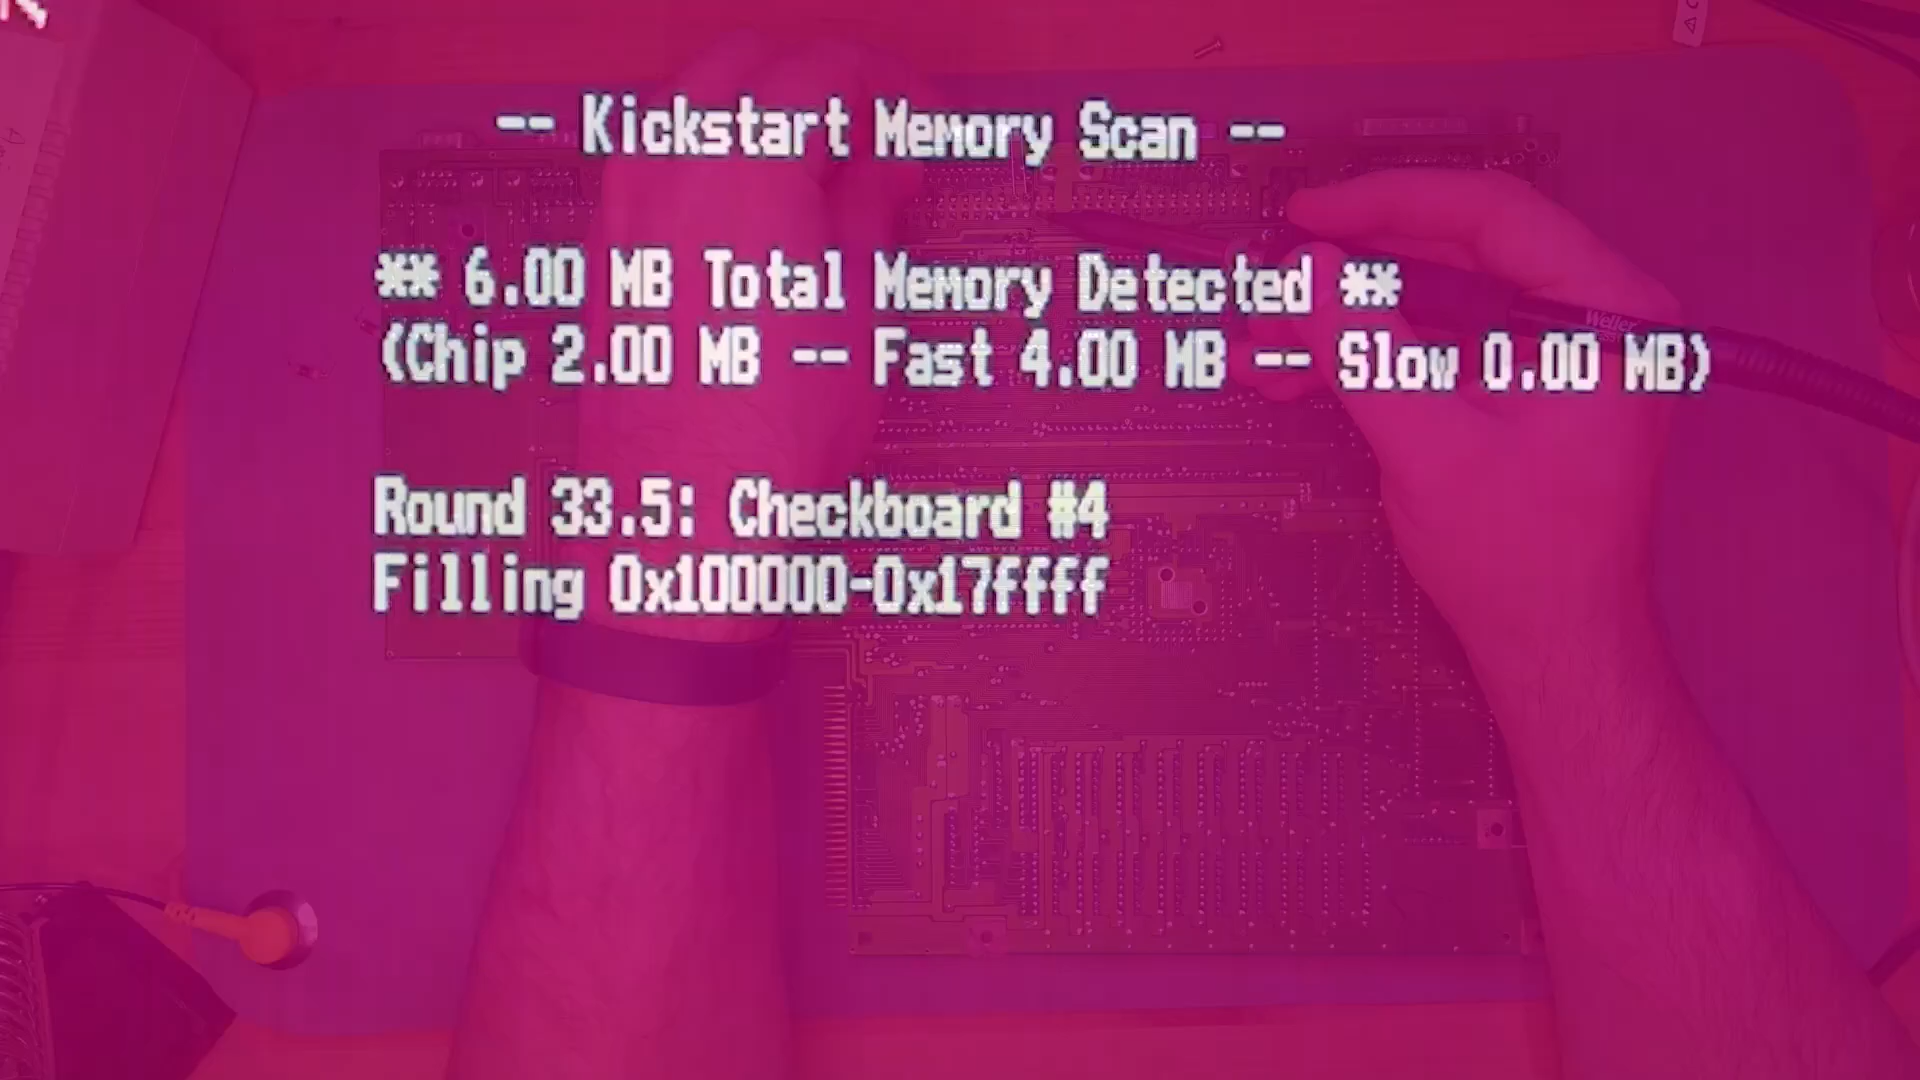 -- Kickstart Memory Scan --
** 6.00 MB Total Memory Detected **
(Chip 2.00 MB -- Fast 4.00 MB -- Slow 0.00 MB)
Weller
Round 33.5: Checkboard #4
Filling 0x100000-0x17ffff